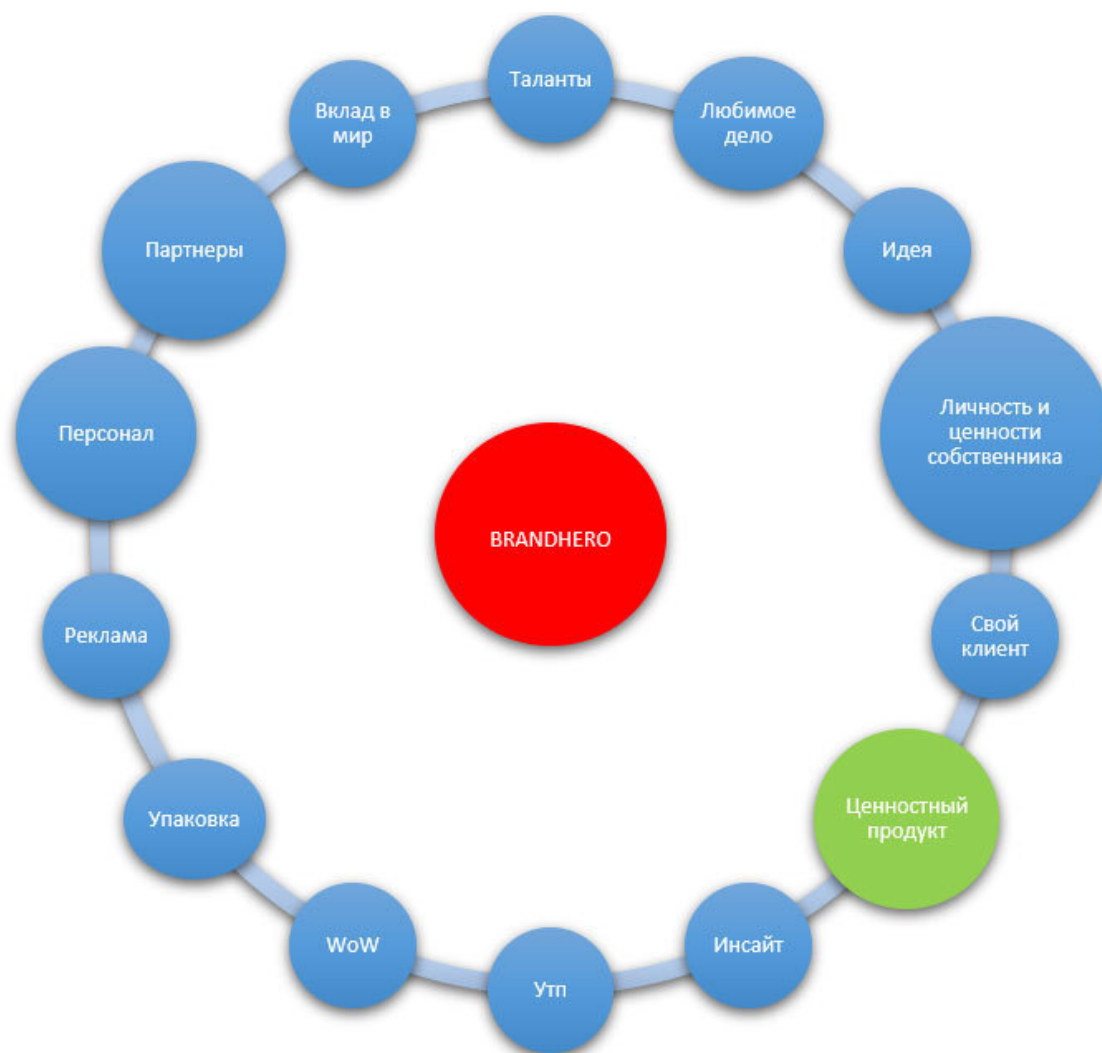 Таланты
Любимое
дело
Идея
Личность и
ценности
собственника
Свой
клиент
Ценностный
продукт
Инсайт
Утп
WoW
Упаковка
Реклама
Персонал
Партнеры
Вклад в
мир
BRANDHERO